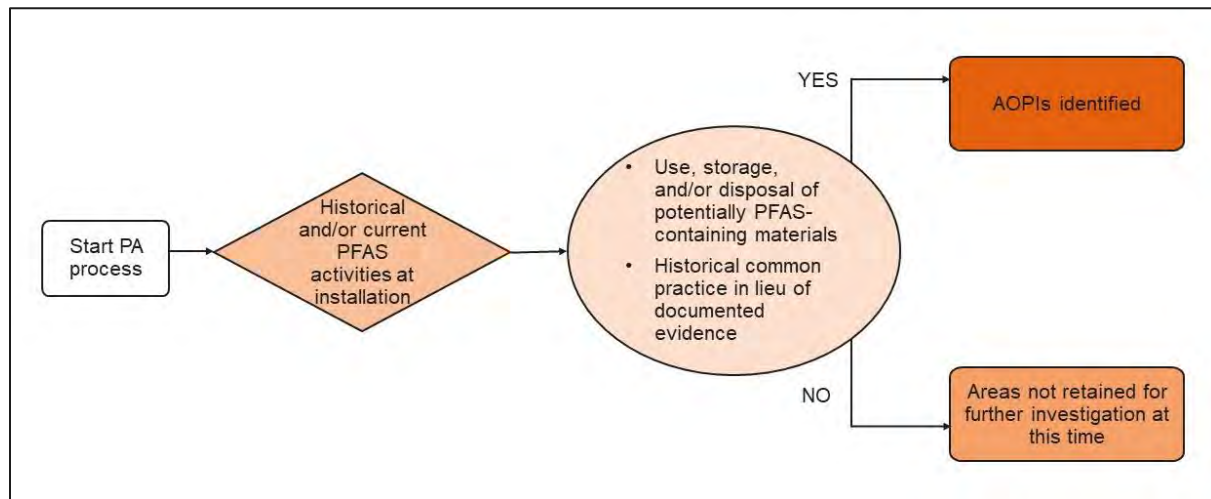 Start PA
process
Historical
and/or current
PFAS
activities at
installation
• Use, storage,
and/or disposal of
potentially PFAS-
containing materials
• Historical common
practice in lieu of
documented
evidence
YES
AOPIs identified
NO
Areas not retained for
further investigation at
this time